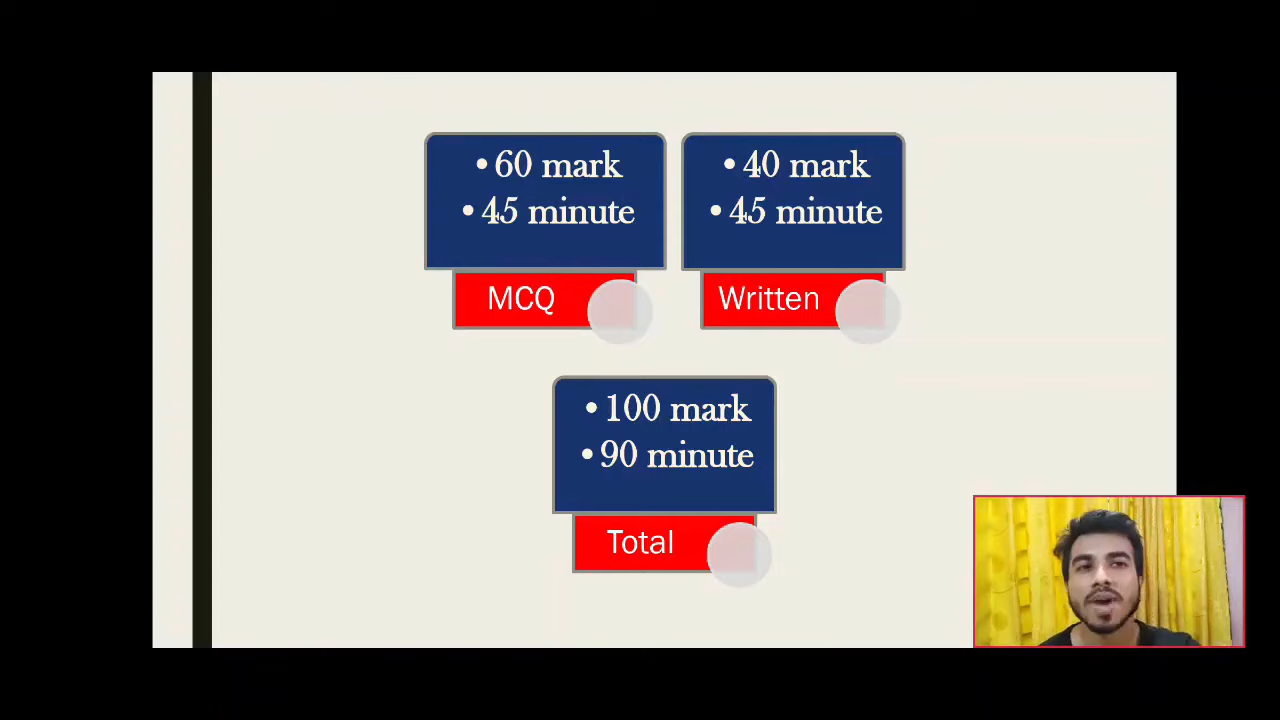 • 60 mark
• 45 minute
MCQ
• 40 mark
• 45 minute
Written
• 100 mark
• 90 minute
Total